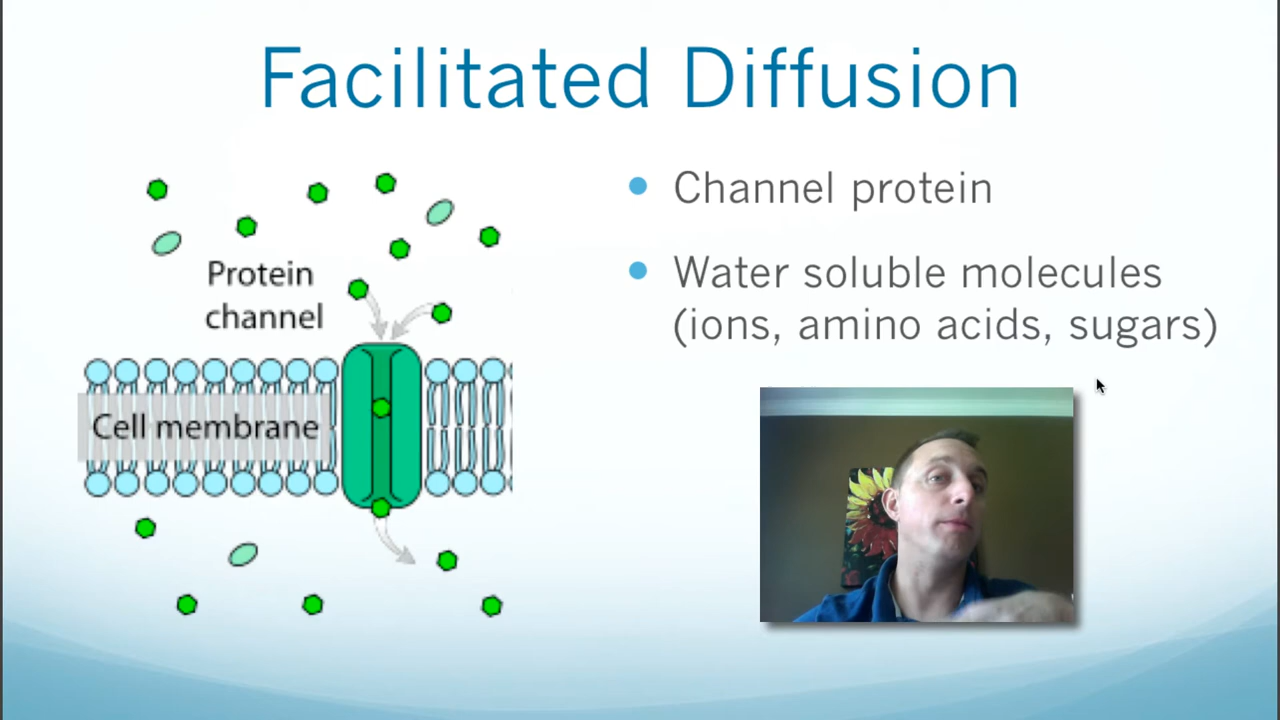 Facilitated Diffusion
Channel protein
Water soluble molecules
(ions, amino acids, sugars)
Protein
channel
Cell membrane